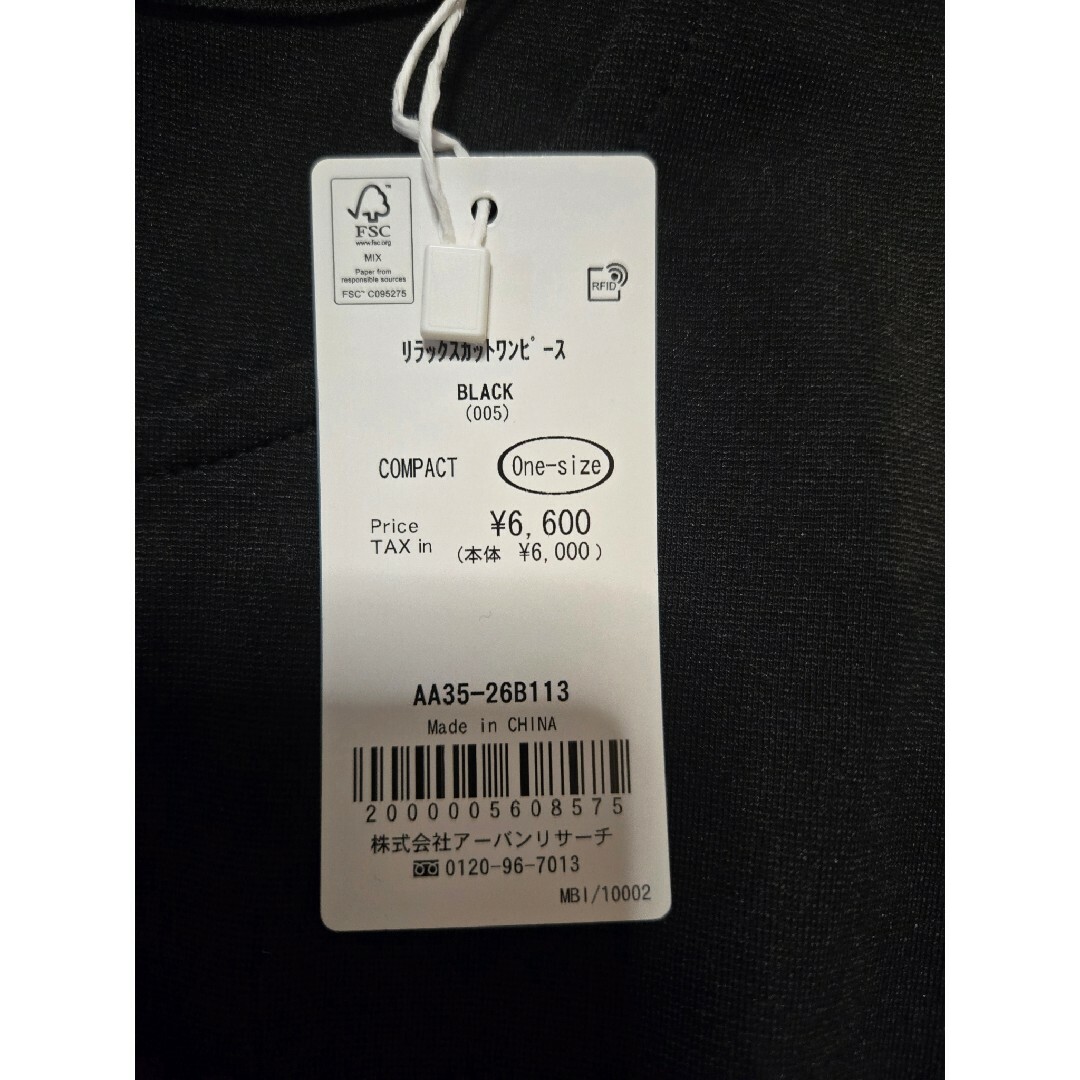 FSC
www.fsc.org
MIX
Paper from
responsible sources
FSC™ C095275
RFID
リラックスカットワンピース
BLACK
(005)
COMPACT One-size
Price ¥6,600
TAX in (本体 ¥6,000)
AA35-26B113
Made in CHINA
2000005608575
株式会社アーバンリサーチ
0120-96-7013
MBI/10002